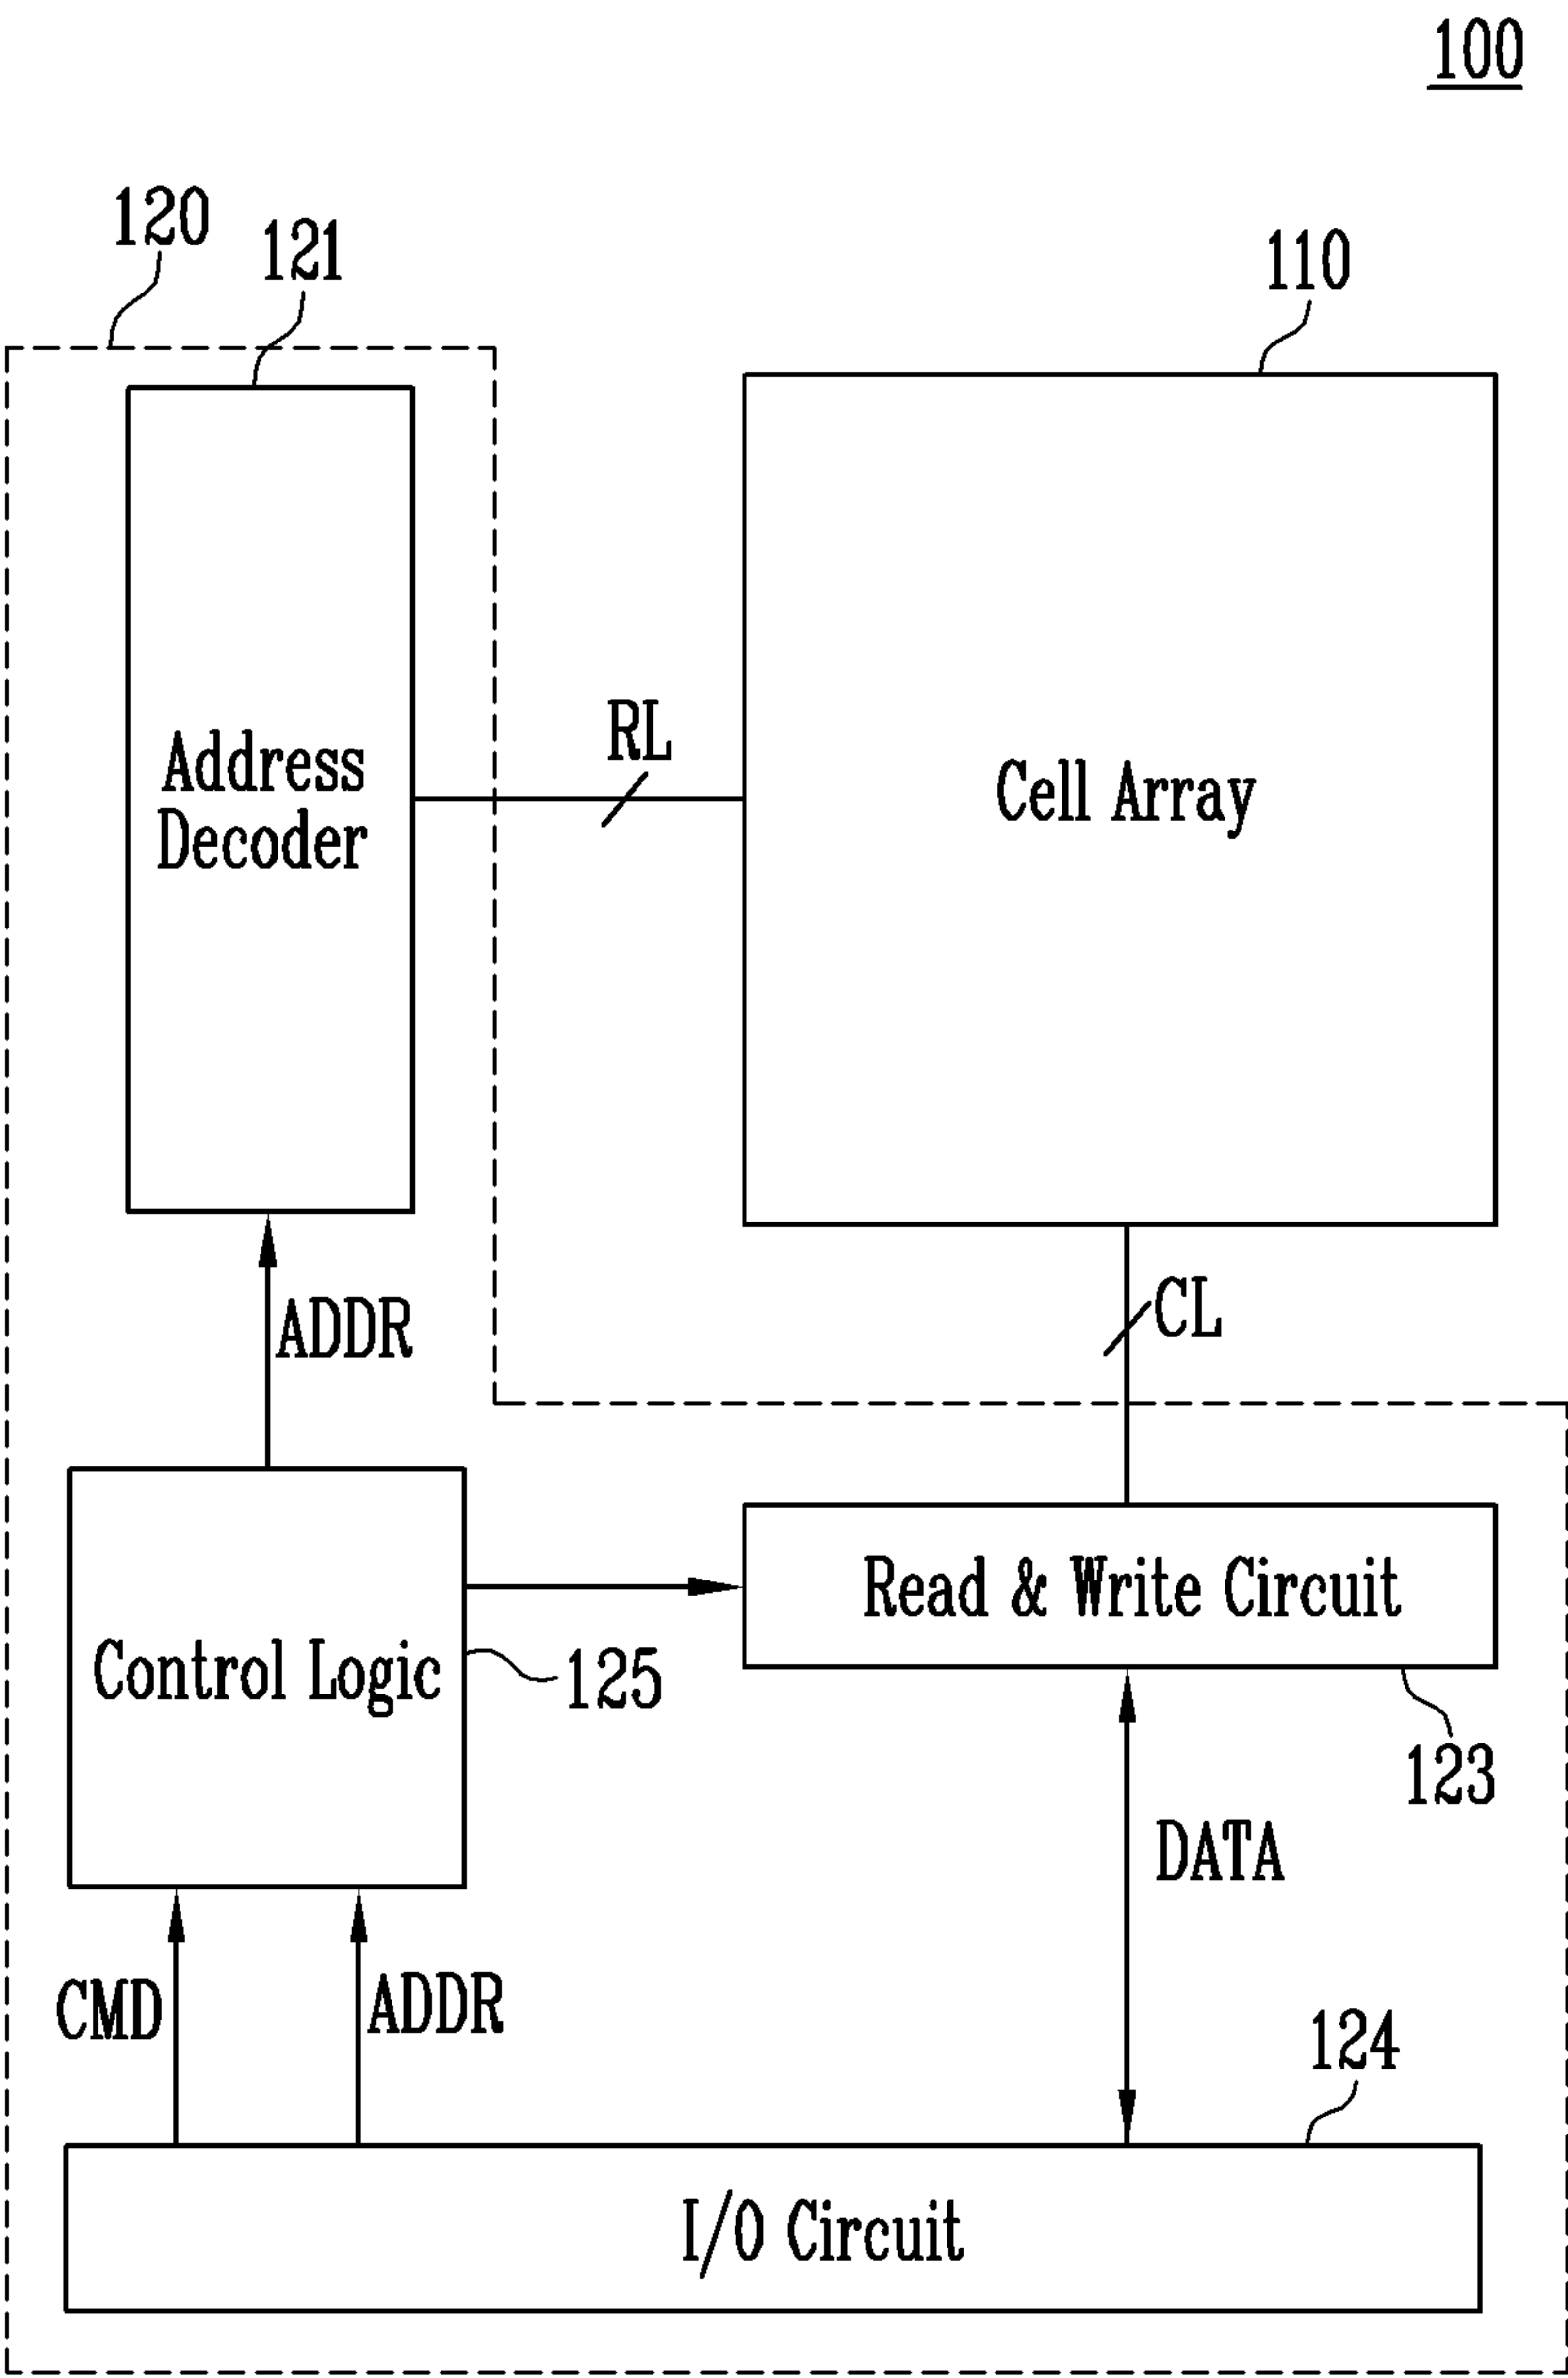 100
120
121
110
Address
Decoder
RL
Cell Array
ADDR
CL
Read & Write Circuit
Control Logic
125
123
DATA
CMD
ADDR
124
I/O Circuit